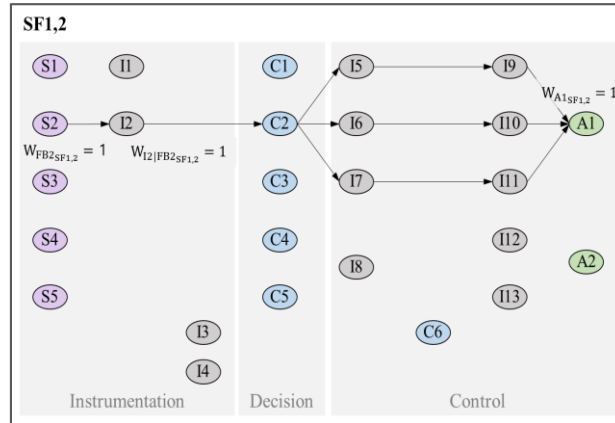 SF1,2
S1 I1 C1 I5 I9
W_A1_SF1,2 = 1
S2 I2 C2 I6 I10 A1
W_FB2_SF1,2 = 1 W_I2|FB2_SF1,2 = 1
S3 C3 I7 I11
S4 C4 I12
I8 A2
S5 C5 I13
I3 C6
I4
Instrumentation Decision Control